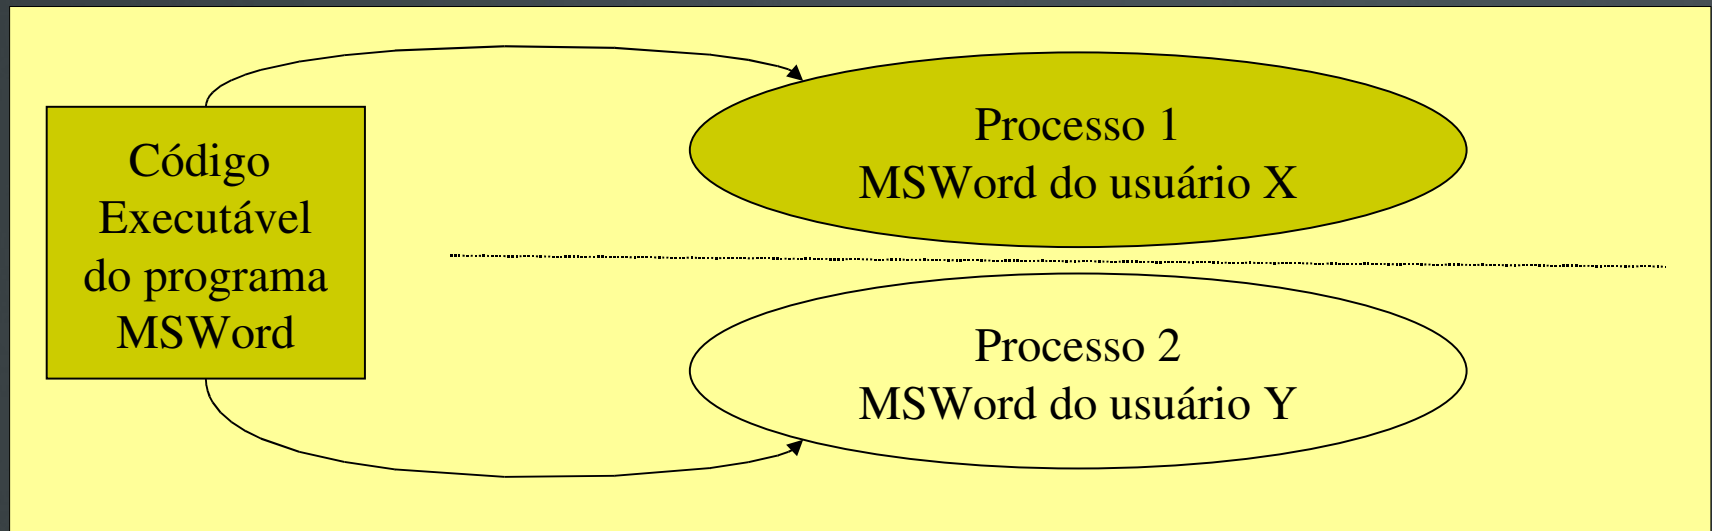 Código
Executável
do programa
MSWord
Processo 1
MSWord do usuário X
Processo 2
MSWord do usuário Y